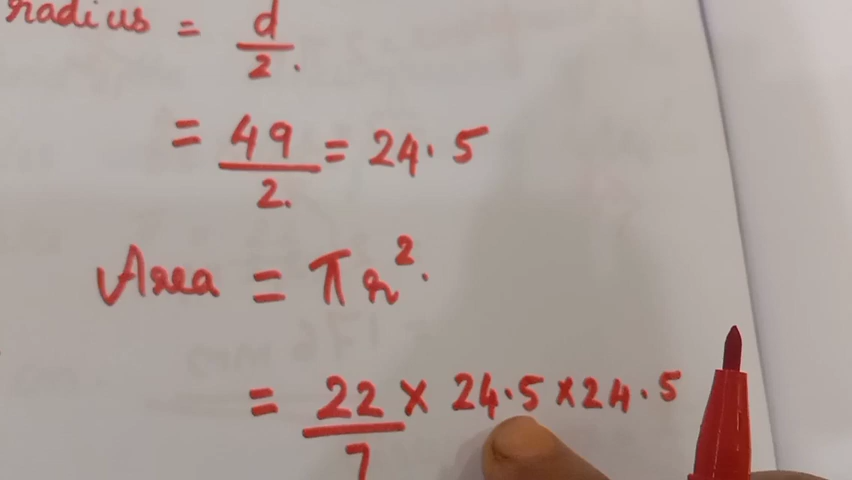 radius = d/2.
= 49/2. = 24.5
Area = πr².
= 22/7 × 24.5 × 24.5